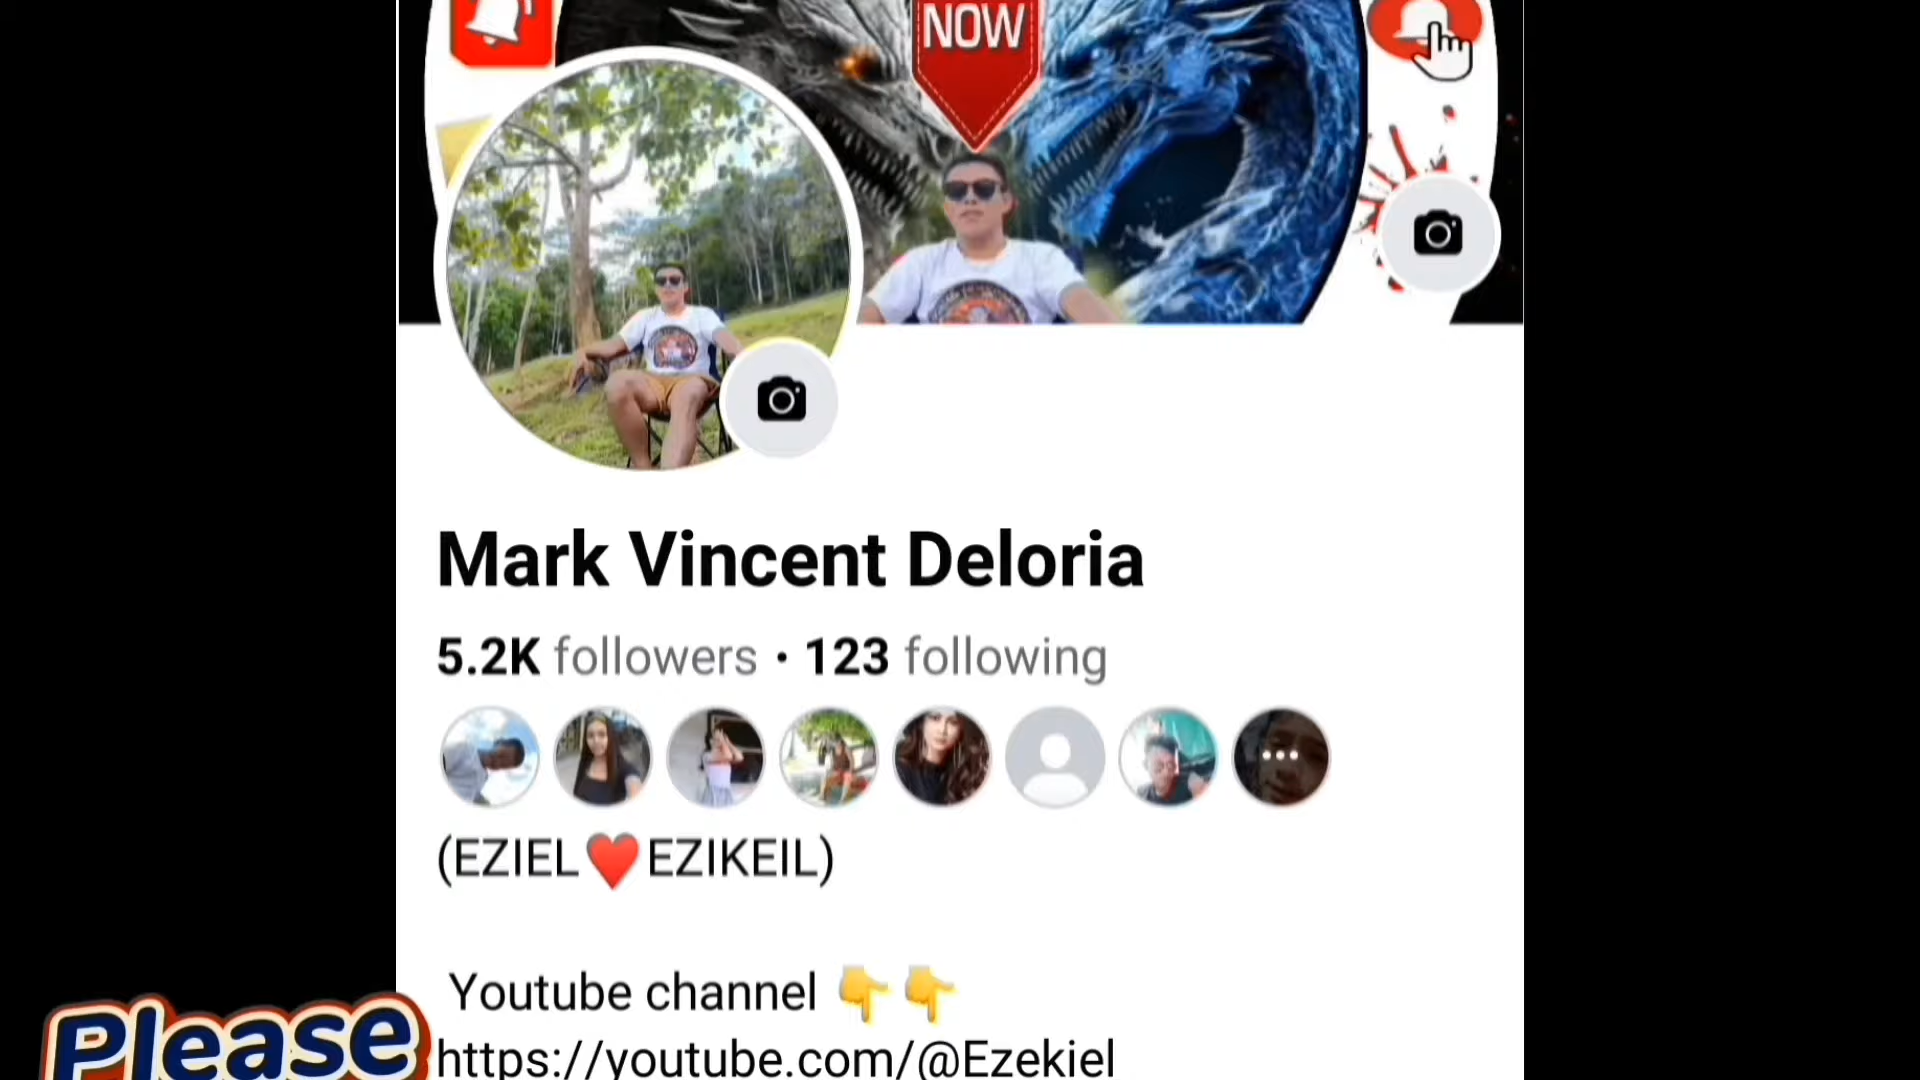 NOW
Mark Vincent Deloria
5.2K followers • 123 following
(EZIEL❤️EZIKEIL)
Youtube channel 👇👇
https://youtube.com/@Ezekiel
Please